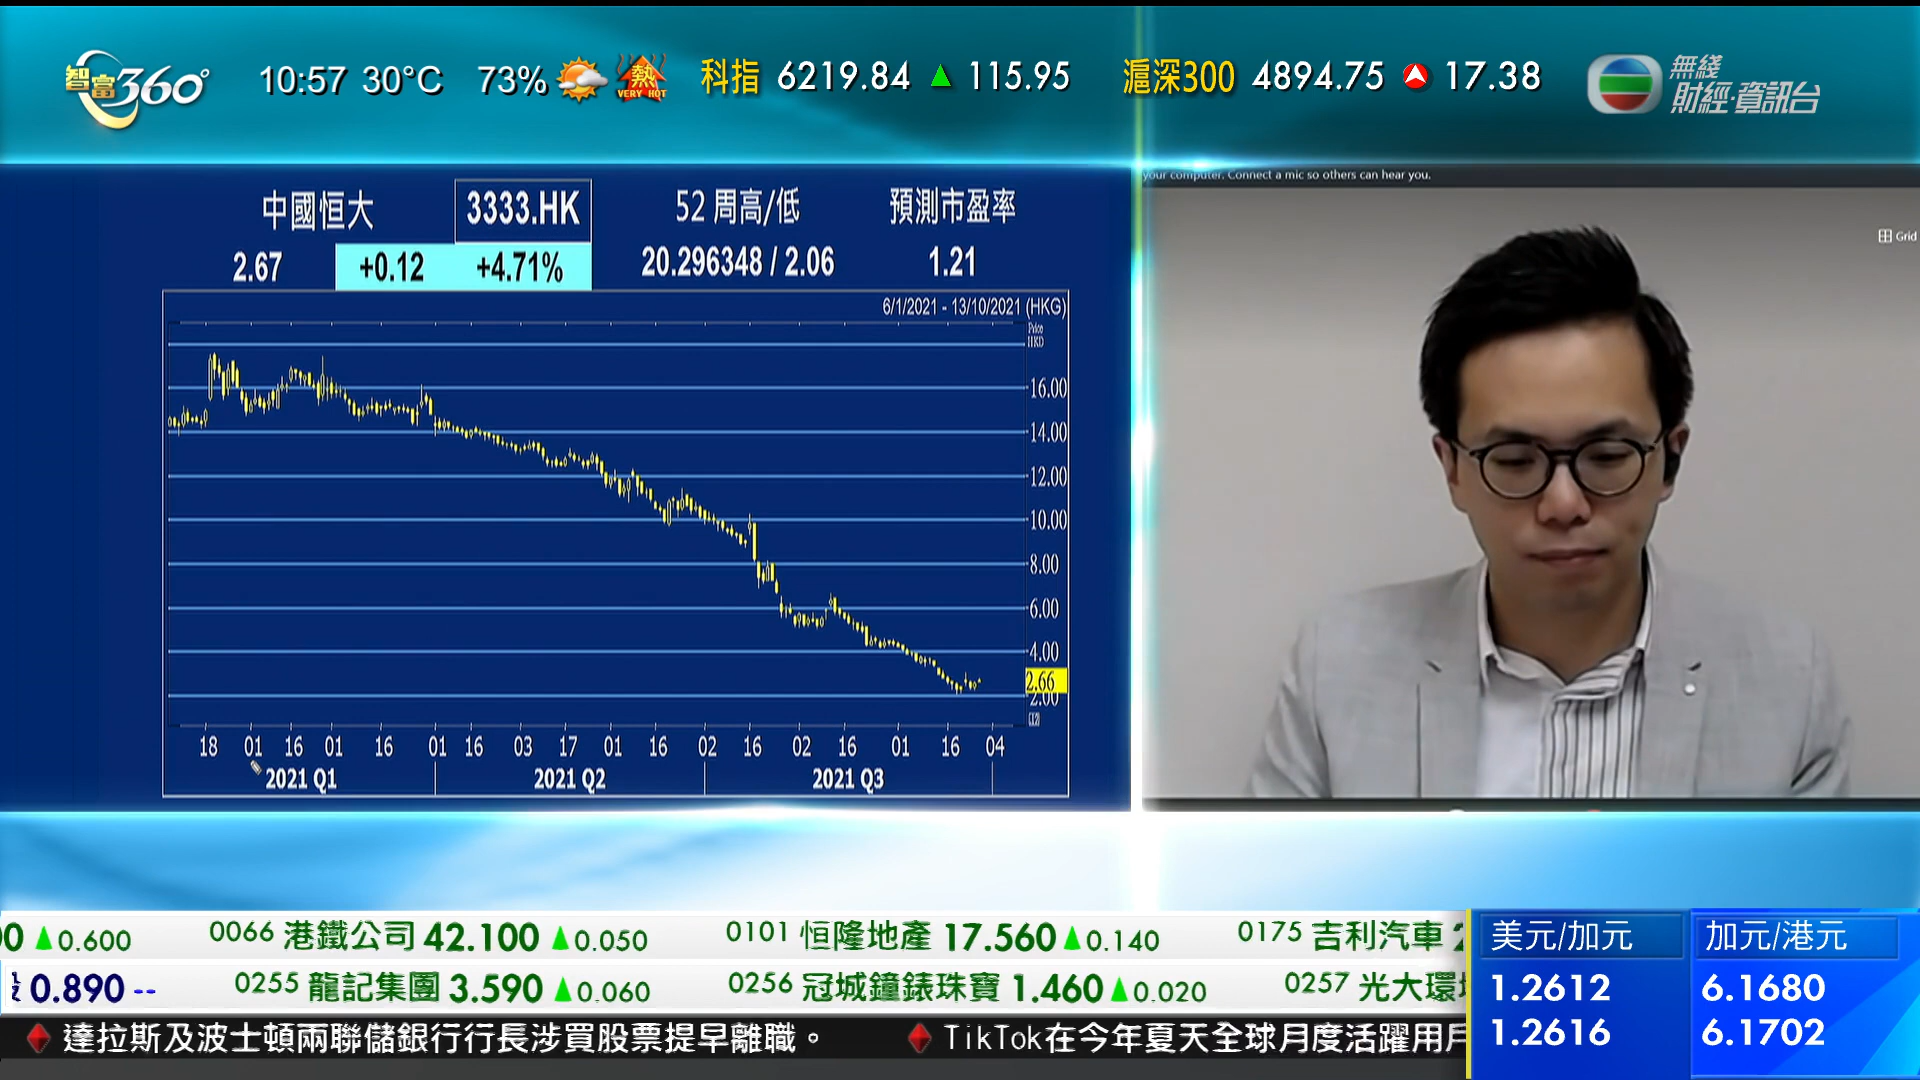 智富360°
10:57 30°C 73% 熱 VERY HOT
科指 6219.84 ▲ 115.95
滬深300 4894.75 17.38
無綫
財經·資訊台
your computer. Connect a mic so others can hear you.
Grid
中國恒大 3333.HK 52 周高/低 預測市盈率
2.67 +0.12 +4.71% 20.296348 / 2.06 1.21
6/1/2021 - 13/10/2021 (HKG)
Price
HKD
16.00
14.00
12.00
10.00
8.00
6.00
4.00
2.66
2.00
18 01 16 01 16 01 16 03 17 01 16 02 16 02 16 01 16 04
2021 Q1 2021 Q2 2021 Q3
0 ▲0.600 0066 港鐵公司 42.100 ▲0.050 0101 恒隆地產 17.560 ▲0.140 0175 吉利汽車
0.890 -- 0255 龍記集團 3.590 ▲0.060 0256 冠城鐘錶珠寶 1.460 ▲0.020 0257 光大環
達拉斯及波士頓兩聯儲銀行行長涉買股票提早離職。 TikTok在今年夏天全球月度活躍用戶
美元/加元 加元/港元
1.2612 6.1680
1.2616 6.1702